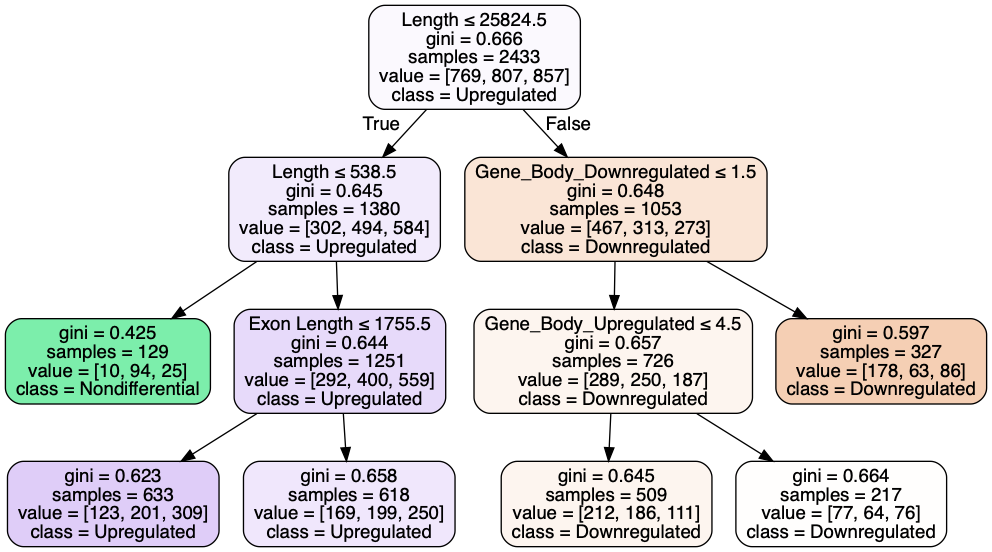 Length ≤ 25824.5
gini = 0.666
samples = 2433
value = [769, 807, 857]
class = Upregulated
True
False
Length ≤ 538.5
gini = 0.645
samples = 1380
value = [302, 494, 584]
class = Upregulated
Gene_Body_Downregulated ≤ 1.5
gini = 0.648
samples = 1053
value = [467, 313, 273]
class = Downregulated
gini = 0.425
samples = 129
value = [10, 94, 25]
class = Nondifferential
Exon Length ≤ 1755.5
gini = 0.644
samples = 1251
value = [292, 400, 559]
class = Upregulated
Gene_Body_Upregulated ≤ 4.5
gini = 0.657
samples = 726
value = [289, 250, 187]
class = Downregulated
gini = 0.597
samples = 327
value = [178, 63, 86]
class = Downregulated
gini = 0.623
samples = 633
value = [123, 201, 309]
class = Upregulated
gini = 0.658
samples = 618
value = [169, 199, 250]
class = Upregulated
gini = 0.645
samples = 509
value = [212, 186, 111]
class = Downregulated
gini = 0.664
samples = 217
value = [77, 64, 76]
class = Downregulated